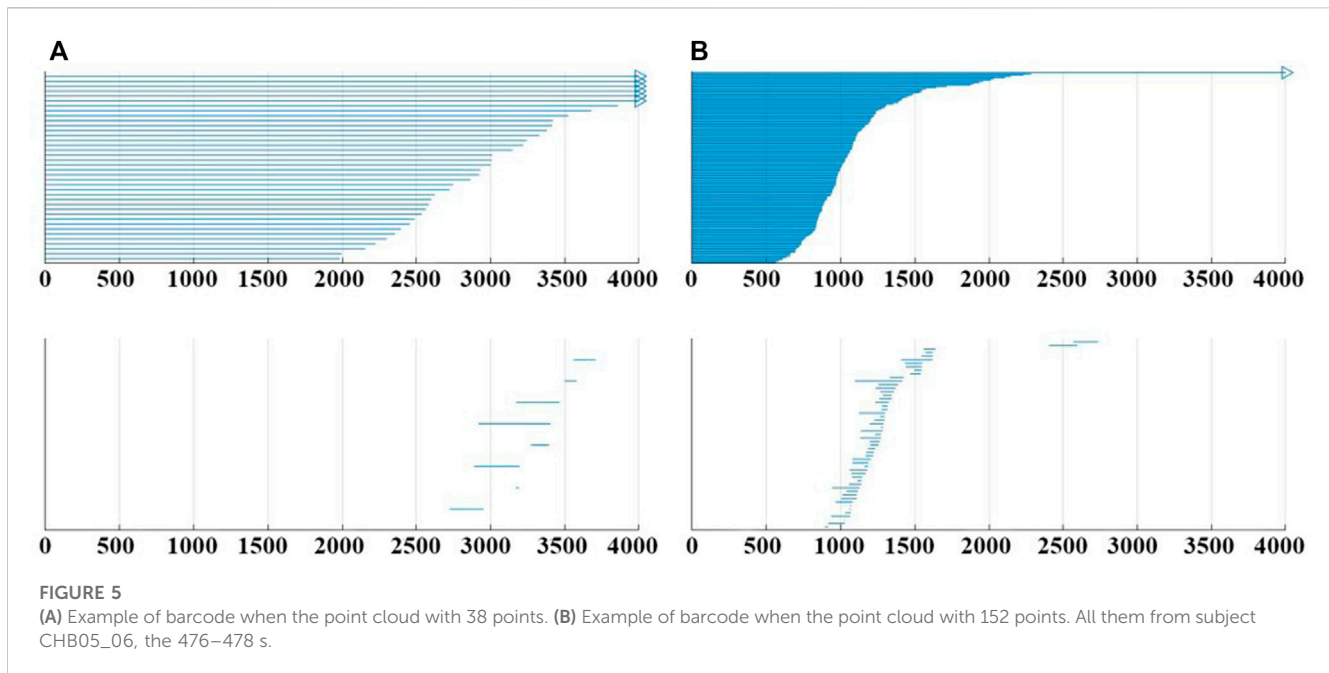 A B
0 500 1000 1500 2000 2500 3000 3500 4000 0 500 1000 1500 2000 2500 3000 3500 4000
0 500 1000 1500 2000 2500 3000 3500 4000 0 500 1000 1500 2000 2500 3000 3500 4000
FIGURE 5
(A) Example of barcode when the point cloud with 38 points. (B) Example of barcode when the point cloud with 152 points. All them from subject
CHB05_06, the 476–478 s.